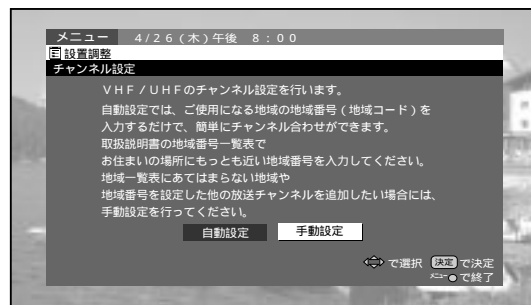 メニュー 4/26(木)午後 8:00
設置調整
チャンネル設定
VHF/UHFのチャンネル設定を行います。
自動設定では、ご使用になる地域の地域番号(地域コード)を
入力するだけで、簡単にチャンネル合わせができます。
取扱説明書の地域番号一覧表で
お住まいの場所にもっとも近い地域番号を入力してください。
地域一覧表にあてはまらない地域や
地域番号を設定した他の放送チャンネルを追加したい場合には、
手動設定を行ってください。
自動設定 手動設定
で選択 決定 で決定
メニュー で終了